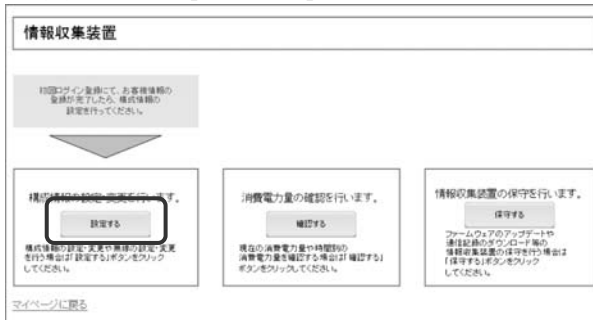 情報収集装置
初回ログイン登録にて、お客様情報の
登録が完了したら、構成情報の
設定を行ってください。
構成情報の設定・変更を行います。
設定する
構成情報の設定・変更や無線の設定・変更
を行う場合は「設定する」ボタンをクリック
してください。
消費電力量の確認を行います。
確認する
現在の消費電力量や時間別の
消費電力量を確認する場合は「確認する」
ボタンをクリックしてください。
情報収集装置の保守を行います。
保守する
ファームウェアのアップデートや
通信記録のダウンロード等の
情報収集装置の保守を行う場合は
「保守する」ボタンをクリック
してください。
マイページに戻る